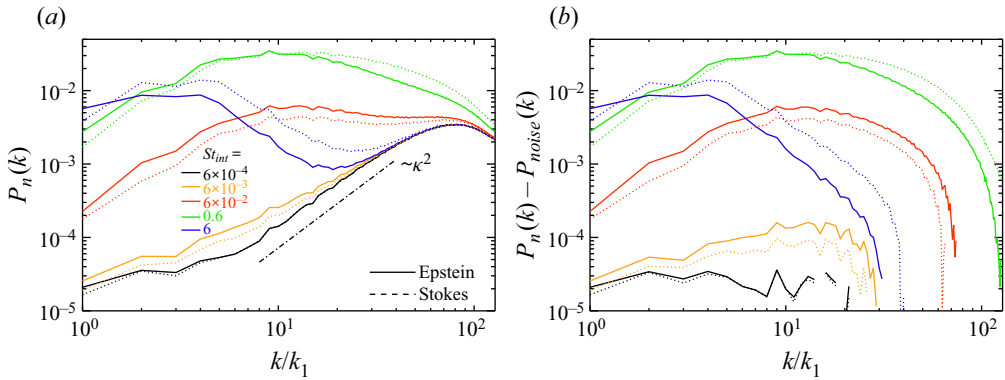 (a)
(b)
10⁻²
10⁻³
10⁻⁴
10⁻⁵
P_n(k)
St_int =
6×10⁻⁴
6×10⁻³
6×10⁻²
0.6
6
~κ²
Epstein
Stokes
10⁰
10¹
10²
k/k₁
10⁻²
10⁻³
10⁻⁴
10⁻⁵
P_n(k) − P_noise(k)
10⁰
10¹
10²
k/k₁